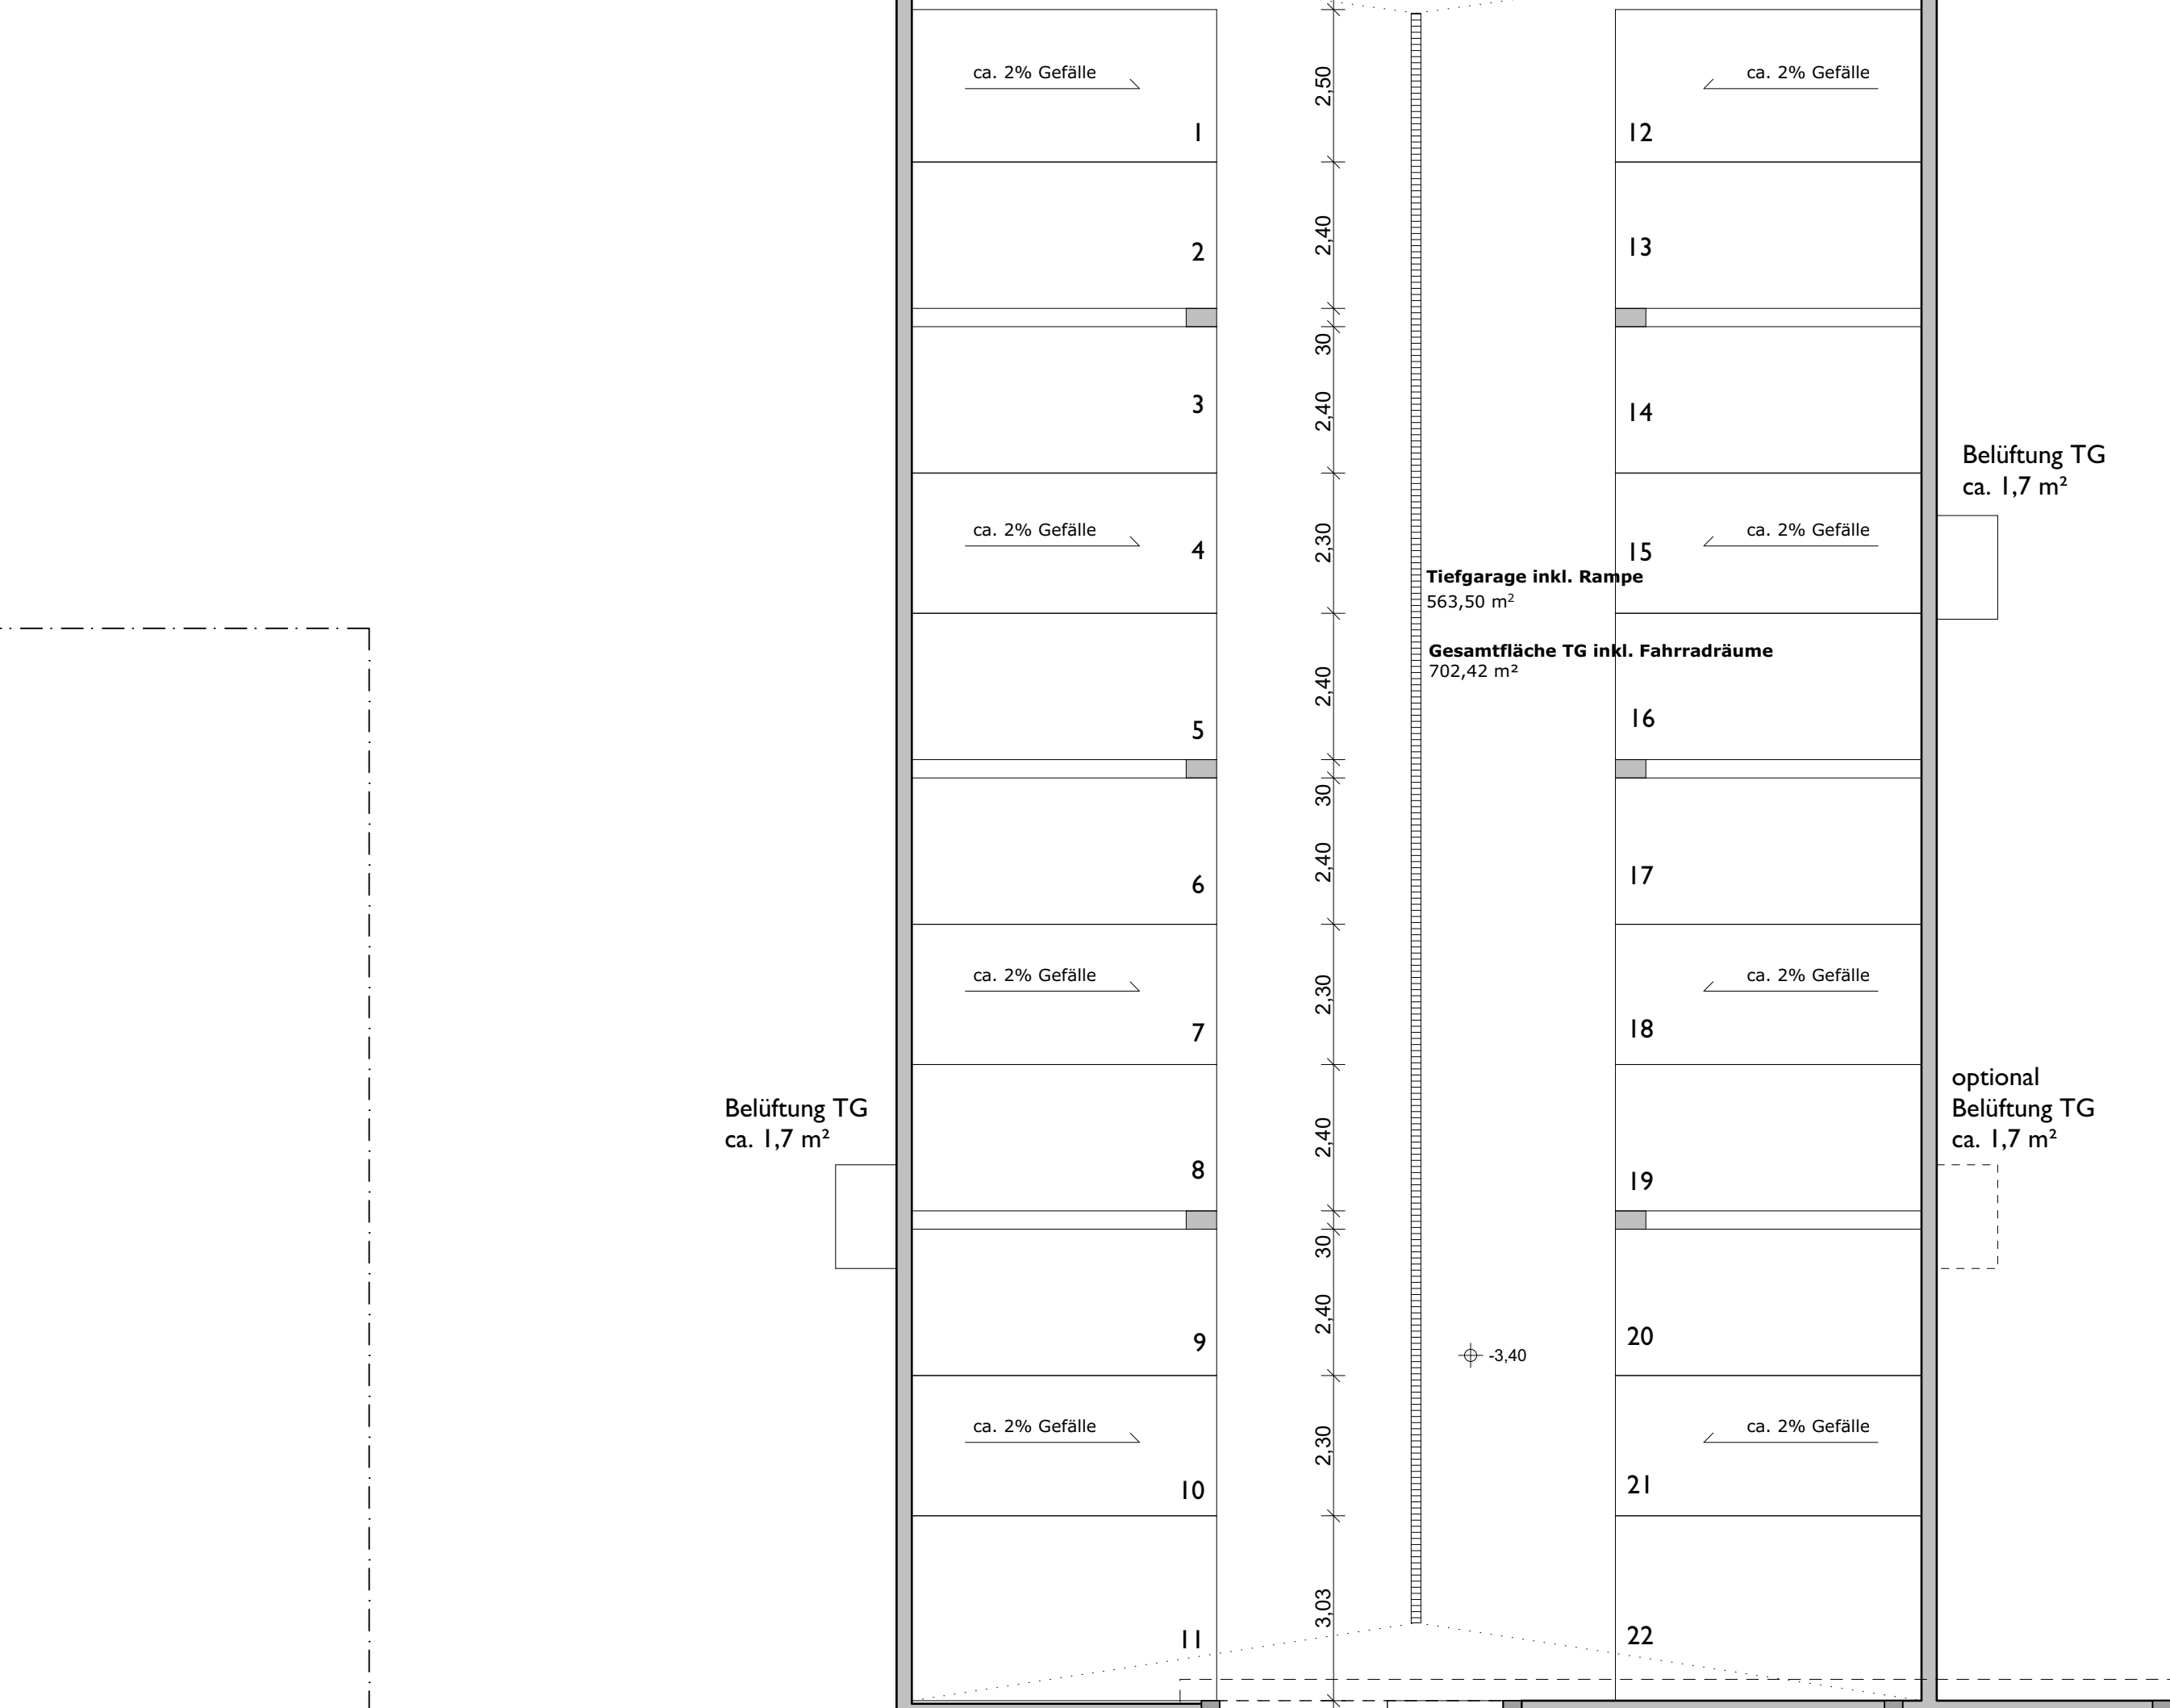 ca. 2% Gefälle
1
2
3
ca. 2% Gefälle
4
5
6
ca. 2% Gefälle
7
8
9
ca. 2% Gefälle
10
11
2,50
2,40
30
2,40
2,30
2,40
30
2,40
2,30
2,40
30
2,40
2,30
3,03
ca. 2% Gefälle
12
13
14
ca. 2% Gefälle
15
Tiefgarage inkl. Rampe
563,50 m²
Gesamtfläche TG inkl. Fahrradräume
702,42 m²
16
17
ca. 2% Gefälle
18
19
20
-3,40
ca. 2% Gefälle
21
22
Belüftung TG
ca. 1,7 m²
Belüftung TG
ca. 1,7 m²
optional
Belüftung TG
ca. 1,7 m²